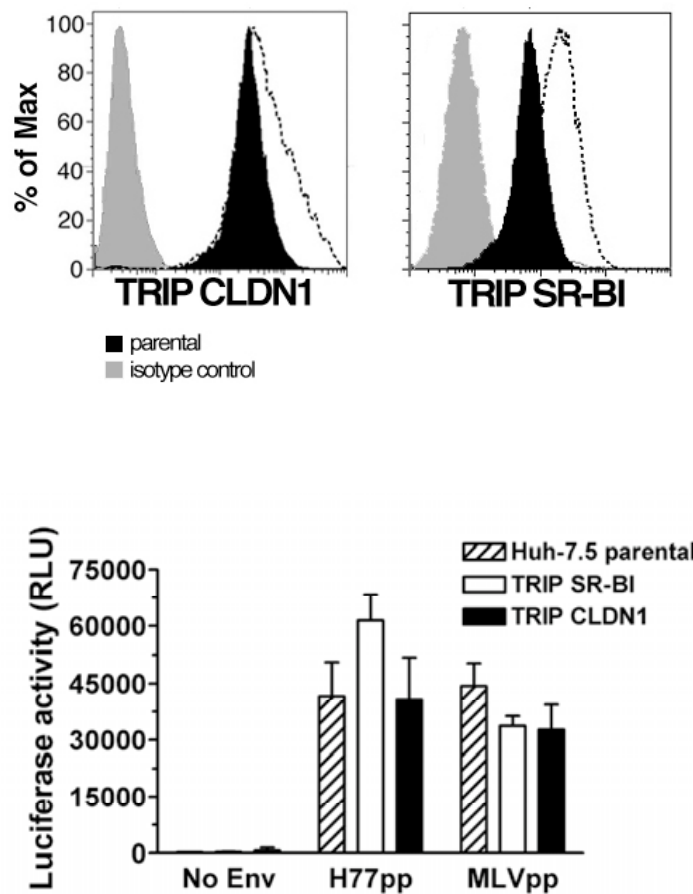 100
80
60
40
20
0
% of Max
TRIP CLDN1
TRIP SR-BI
parental
isotype control
Luciferase activity (RLU)
75000
60000
45000
30000
15000
0
Huh-7.5 parental
TRIP SR-BI
TRIP CLDN1
No Env H77pp MLVpp